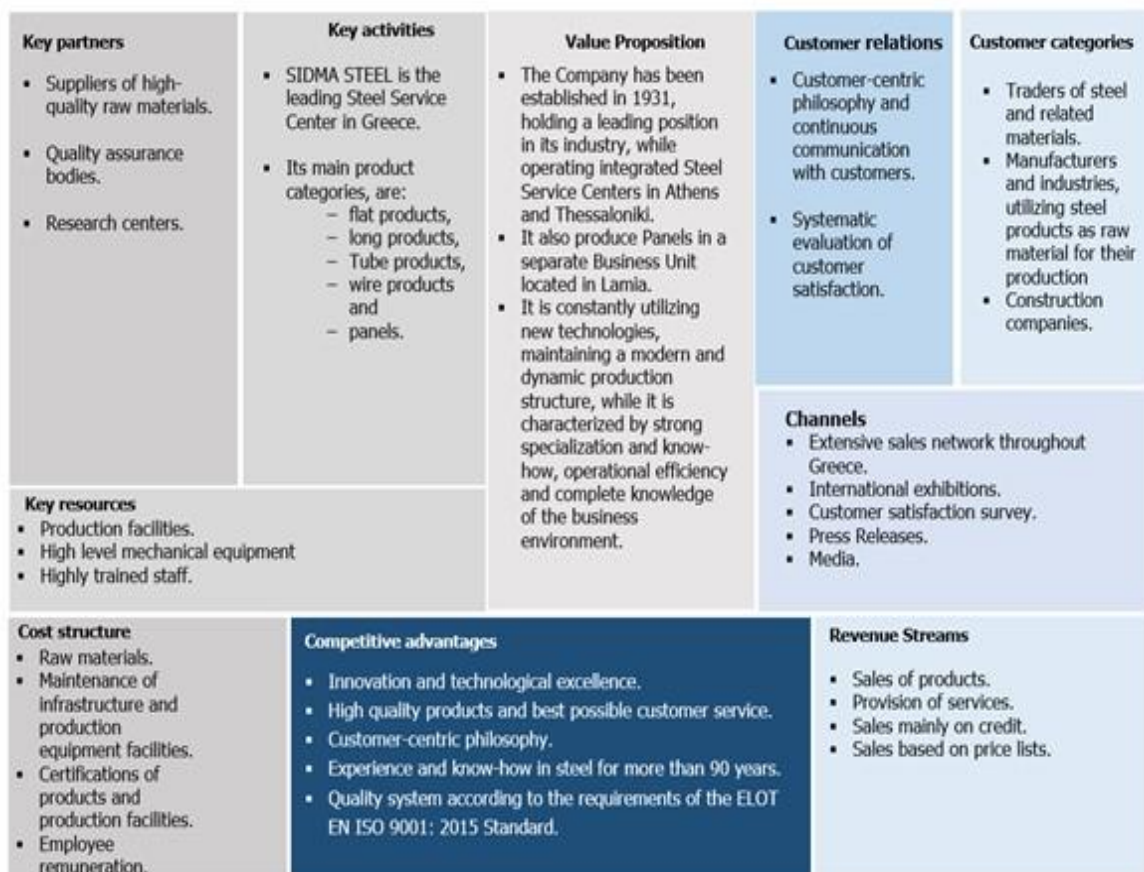 Key partners
▪ Suppliers of high-
quality raw materials.
▪ Quality assurance
bodies.
▪ Research centers.
Key activities
▪ SIDMA STEEL is the
leading Steel Service
Center in Greece.
▪ Its main product
categories, are:
– flat products,
– long products,
– Tube products,
– wire products
and
– panels.
Value Proposition
▪ The Company has been
established in 1931,
holding a leading position
in its industry, while
operating integrated Steel
Service Centers in Athens
and Thessaloniki.
▪ It also produce Panels in a
separate Business Unit
located in Lamia.
▪ It is constantly utilizing
new technologies,
maintaining a modern and
dynamic production
structure, while it is
characterized by strong
specialization and know-
how, operational efficiency
and complete knowledge
of the business
environment.
Customer relations
▪ Customer-centric
philosophy and
continuous
communication
with customers.
▪ Systematic
evaluation of
customer
satisfaction.
Customer categories
▪ Traders of steel
and related
materials.
▪ Manufacturers
and industries,
utilizing steel
products as raw
material for their
production
▪ Construction
companies.
Channels
▪ Extensive sales network throughout
Greece.
▪ International exhibitions.
▪ Customer satisfaction survey.
▪ Press Releases.
▪ Media.
Key resources
▪ Production facilities.
▪ High level mechanical equipment
▪ Highly trained staff.
Cost structure
▪ Raw materials.
▪ Maintenance of
infrastructure and
production
equipment facilities.
▪ Certifications of
products and
production facilities.
▪ Employee
remuneration.
Competitive advantages
▪ Innovation and technological excellence.
▪ High quality products and best possible customer service.
▪ Customer-centric philosophy.
▪ Experience and know-how in steel for more than 90 years.
▪ Quality system according to the requirements of the ELOT
EN ISO 9001: 2015 Standard.
Revenue Streams
▪ Sales of products.
▪ Provision of services.
▪ Sales mainly on credit.
▪ Sales based on price lists.